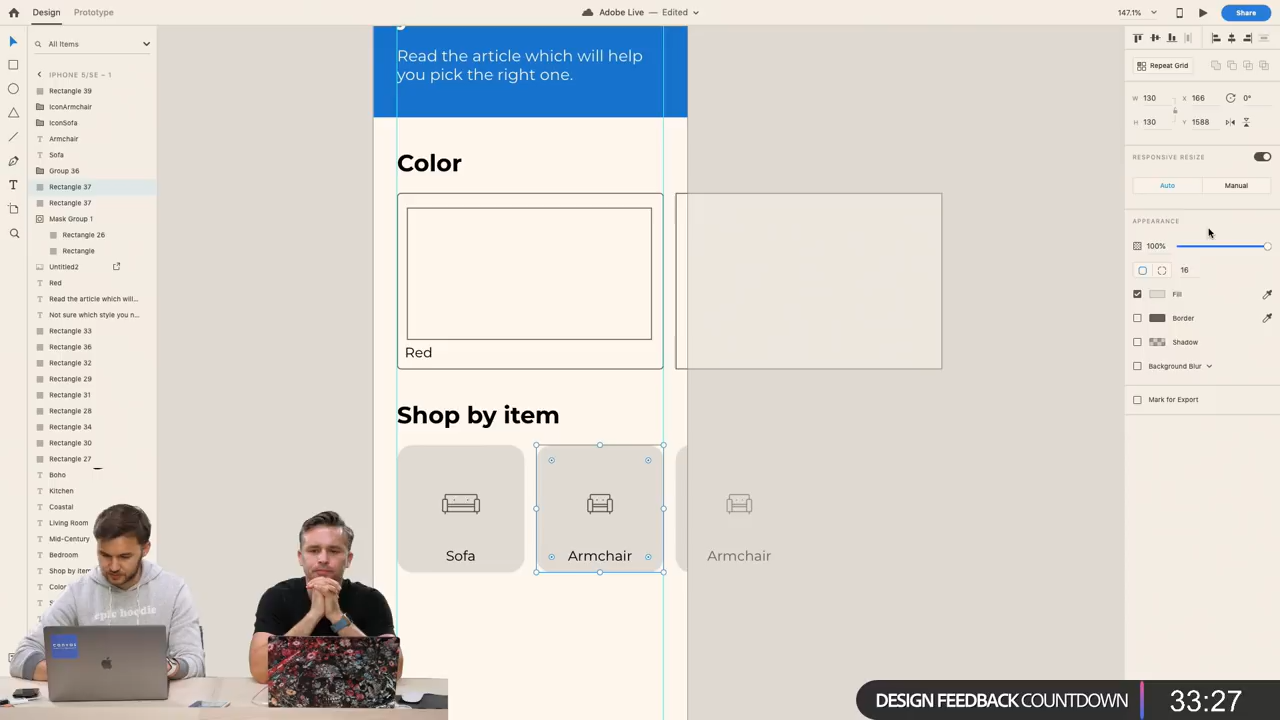 Design
Prototype
Adobe Live — Edited
147.1%
Share
All Items
IPHONE 5/SE – 1
Rectangle 39
IconArmchair
IconSofa
Armchair
Sofa
Group 36
Rectangle 37
Rectangle 37
Mask Group 1
Rectangle 26
Rectangle
Untitled2
Red
Read the article which will...
Not sure which style you n...
Rectangle 33
Rectangle 36
Rectangle 32
Rectangle 29
Rectangle 31
Rectangle 28
Rectangle 34
Rectangle 30
Rectangle 27
Boho
Kitchen
Coastal
Living Room
Mid-Century
Bedroom
Shop by item
Read the article which will help
you pick the right one.
Color
Red
Shop by item
Sofa
Armchair
Armchair
Repeat Grid
W 130 X 166 0°
H 130 Y 1588
RESPONSIVE RESIZE
Auto
Manual
APPEARANCE
100%
16
Fill
Border
Shadow
Background Blur
Mark for Export
epic hoodie
DESIGN FEEDBACK COUNTDOWN
33:27